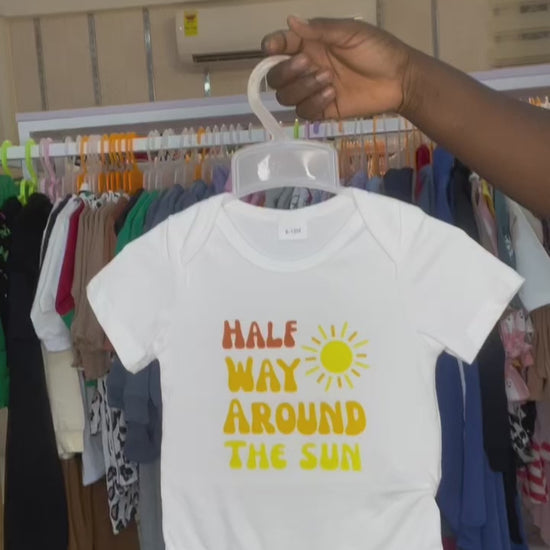 HALF
WAY
AROUND
THE SUN